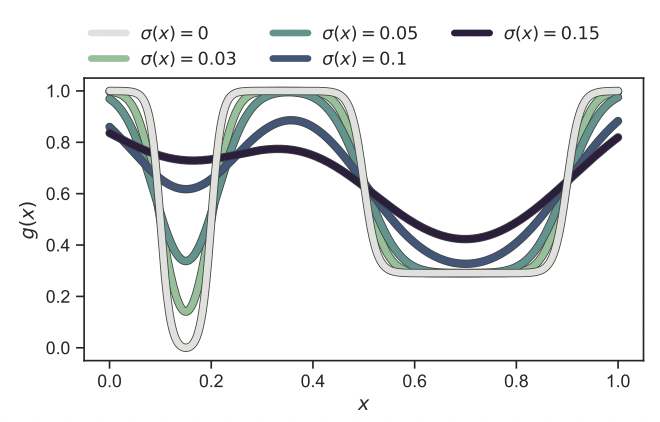 σ(x) = 0
σ(x) = 0.05
σ(x) = 0.15
σ(x) = 0.03
σ(x) = 0.1
1.0
0.8
0.6
0.4
0.2
0.0
g(x)
0.0 0.2 0.4 0.6 0.8 1.0
x